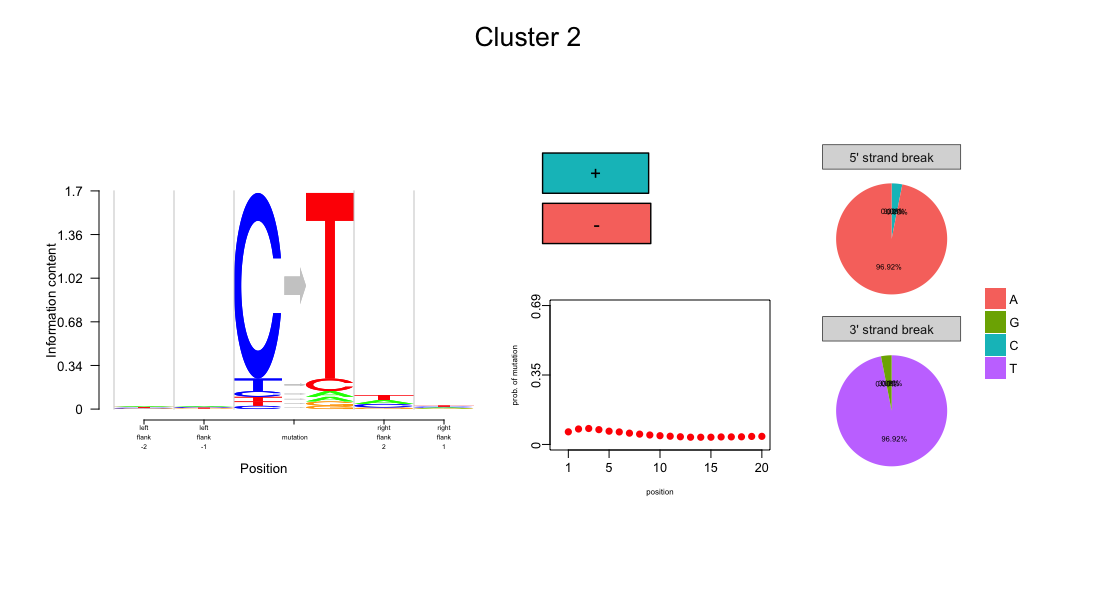 Cluster 2
Information content
1.7
1.36
1.02
0.68
0.34
0
C
T
left
flank
-2
left
flank
-1
mutation
right
flank
2
right
flank
1
Position
+
-
prob. of mutation
0.69
0.35
0
1 5 10 15 20
position
5' strand break
96.92%
3' strand break
96.92%
A
G
C
T